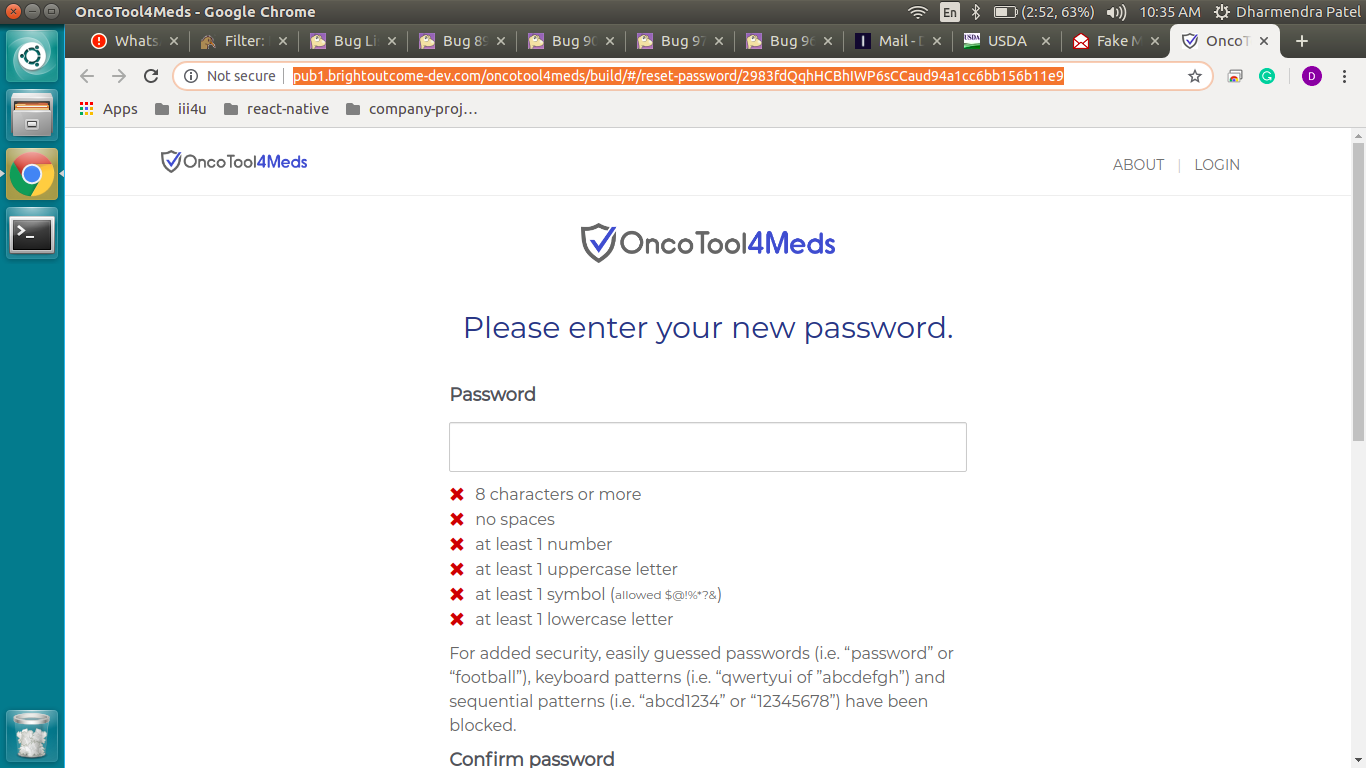 OncoTool4Meds - Google Chrome
En
(2:52, 63%)
10:35 AM
Dharmendra Patel
Whats
Filter:
Bug Li
Bug 89
Bug 90
Bug 97
Bug 96
Mail - D
USDA
Fake M
OncoT
Not secure
pub1.brightoutcome-dev.com/oncotool4meds/build/#/reset-password/2983fdQqhHCBhIWP6sCCaud94a1cc6bb156b11e9
D
Apps
iii4u
react-native
company-proj…
OncoTool4Meds
ABOUT | LOGIN
OncoTool4Meds
Please enter your new password.
Password
8 characters or more
no spaces
at least 1 number
at least 1 uppercase letter
at least 1 symbol (allowed $@!%*?&)
at least 1 lowercase letter
For added security, easily guessed passwords (i.e. “password” or
“football”), keyboard patterns (i.e. “qwertyui of ”abcdefgh”) and
sequential patterns (i.e. “abcd1234” or “12345678”) have been
blocked.
Confirm password